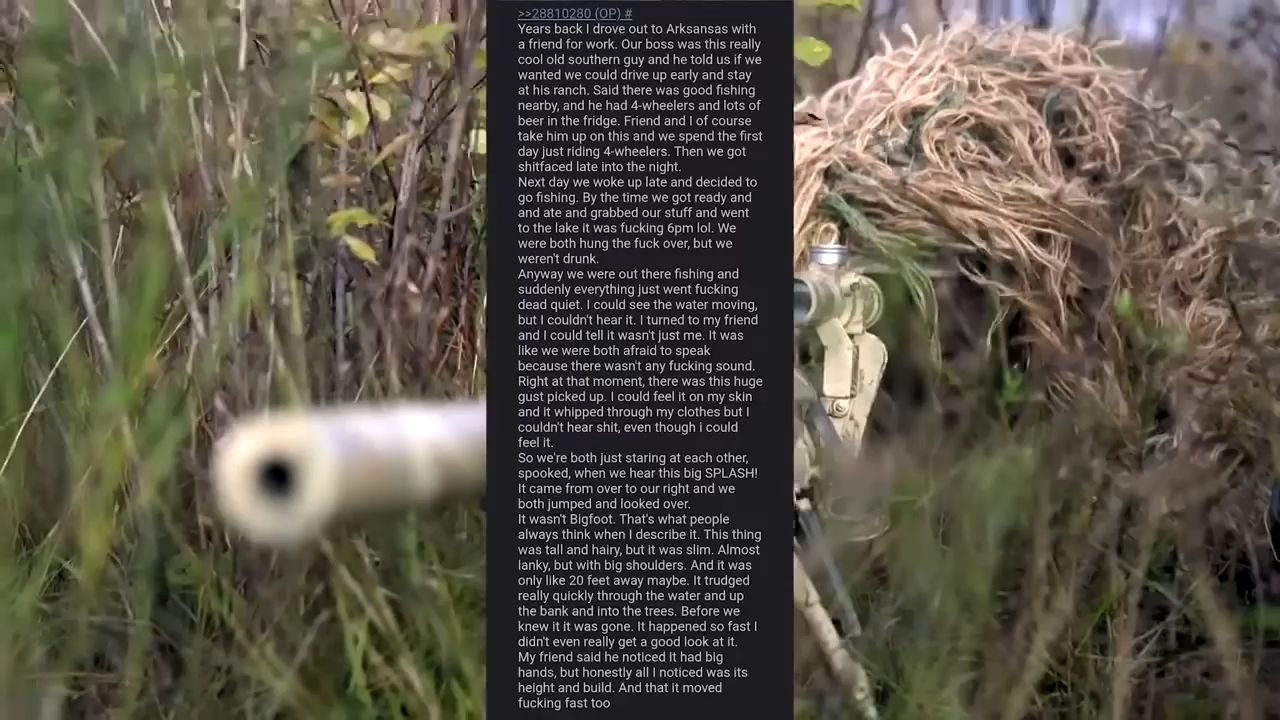 >>28810280 (OP) #
Years back I drove out to Arkansas with
a friend for work. Our boss was this really
cool old southern guy and he told us if we
wanted we could drive up early and stay
at his ranch. Said there was good fishing
nearby, and he had 4-wheelers and lots of
beer in the fridge. Friend and I of course
take him up on this and we spend the first
day just riding 4-wheelers. Then we got
shitfaced late into the night.
Next day we woke up late and decided to
go fishing. By the time we got ready and
and ate and grabbed our stuff and went
to the lake it was fucking 6pm lol. We
were both hung the fuck over, but we
weren't drunk.
Anyway we were out there fishing and
suddenly everything just went fucking
dead quiet. I could see the water moving,
but I couldn't hear it. I turned to my friend
and I could tell it wasn't just me. It was
like we were both afraid to speak
because there wasn't any fucking sound.
Right at that moment, there was this huge
gust picked up. I could feel it on my skin
and it whipped through my clothes but I
couldn't hear shit, even though i could
feel it.
So we're both just staring at each other,
spooked, when we hear this big SPLASH!
It came from over to our right and we
both jumped and looked over.
It wasn't Bigfoot. That's what people
always think when I describe it. This thing
was tall and hairy, but it was slim. Almost
lanky, but with big shoulders. And it was
only like 20 feet away maybe. It trudged
really quickly through the water and up
the bank and into the trees. Before we
knew it it was gone. It happened so fast I
didn't even really get a good look at it.
My friend said he noticed it had big
hands, but honestly all I noticed was its
height and build. And that it moved
fucking fast too